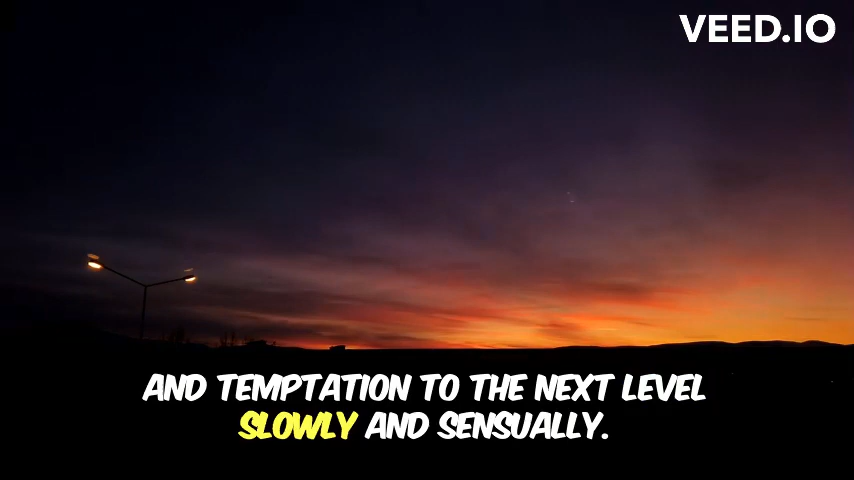 VEED.IO
AND TEMPTATION TO THE NEXT LEVEL
SLOWLY AND SENSUALLY.